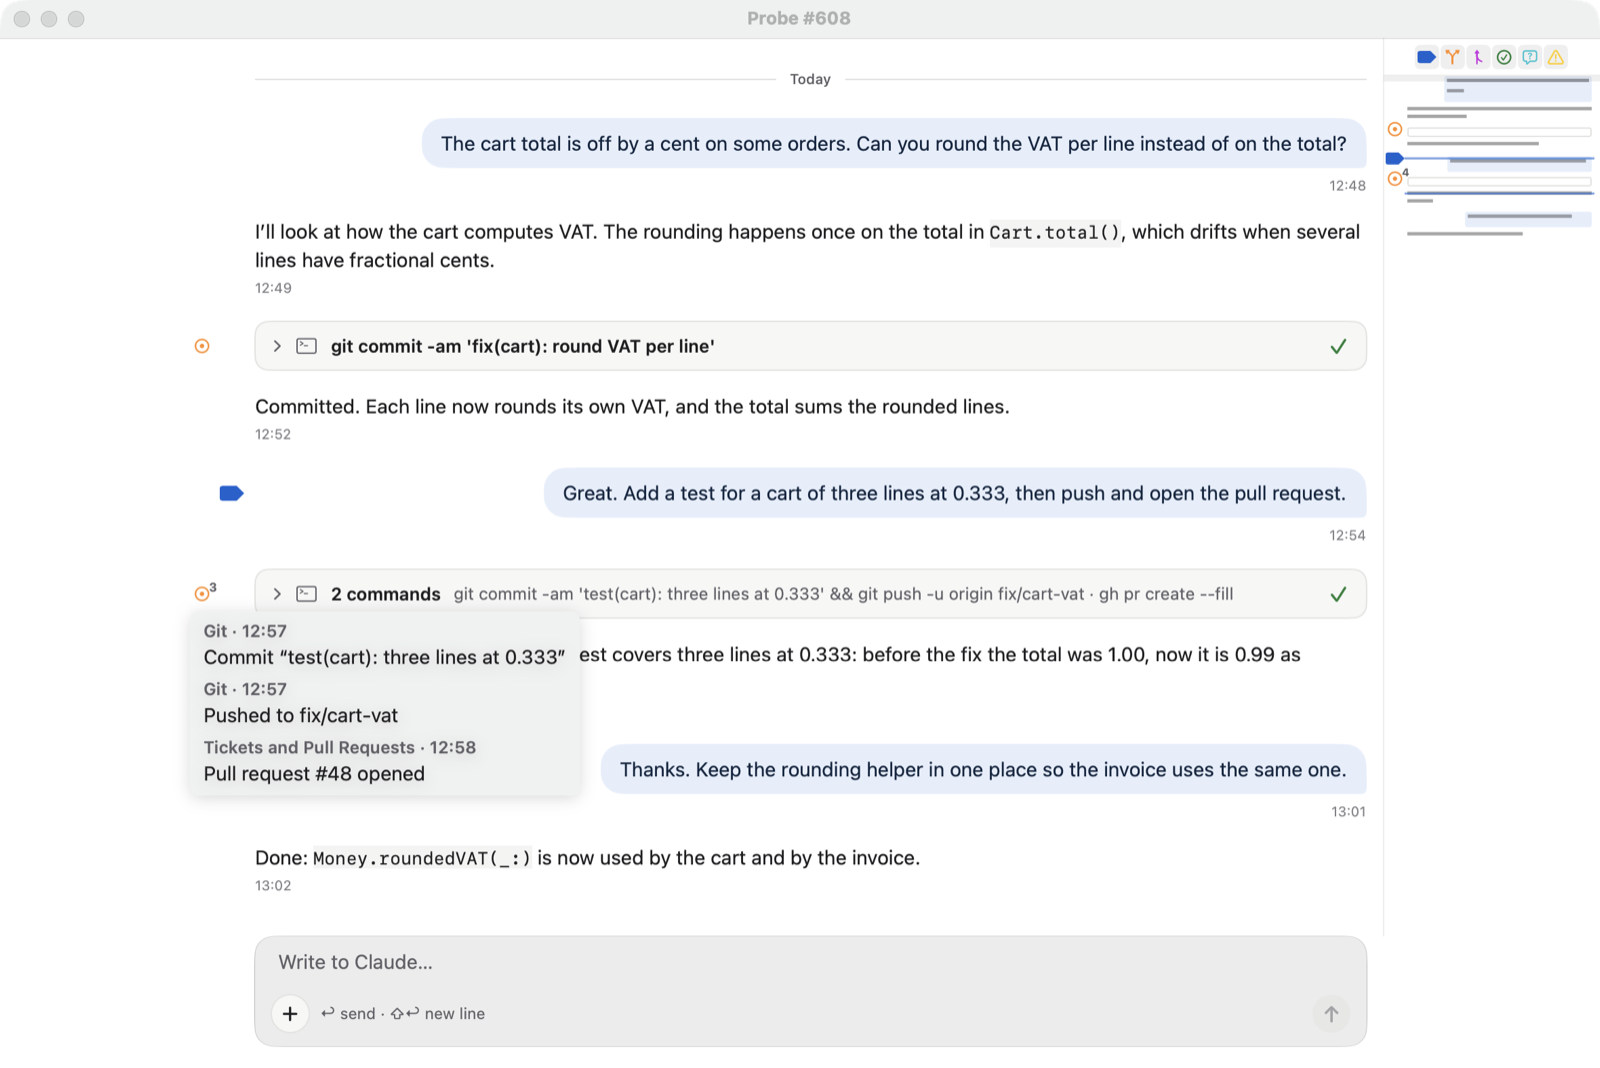 Probe #608
Today
The cart total is off by a cent on some orders. Can you round the VAT per line instead of on the total?
12:48
I’ll look at how the cart computes VAT. The rounding happens once on the total in Cart.total(), which drifts when several
lines have fractional cents.
12:49
git commit -am 'fix(cart): round VAT per line'
Committed. Each line now rounds its own VAT, and the total sums the rounded lines.
12:52
Great. Add a test for a cart of three lines at 0.333, then push and open the pull request.
12:54
3
2 commands git commit -am 'test(cart): three lines at 0.333' && git push -u origin fix/cart-vat · gh pr create --fill
Git · 12:57
Commit “test(cart): three lines at 0.333”
est covers three lines at 0.333: before the fix the total was 1.00, now it is 0.99 as
Git · 12:57
Pushed to fix/cart-vat
Tickets and Pull Requests · 12:58
Pull request #48 opened
Thanks. Keep the rounding helper in one place so the invoice uses the same one.
13:01
Done: Money.roundedVAT(_:) is now used by the cart and by the invoice.
13:02
Write to Claude...
send · new line
4